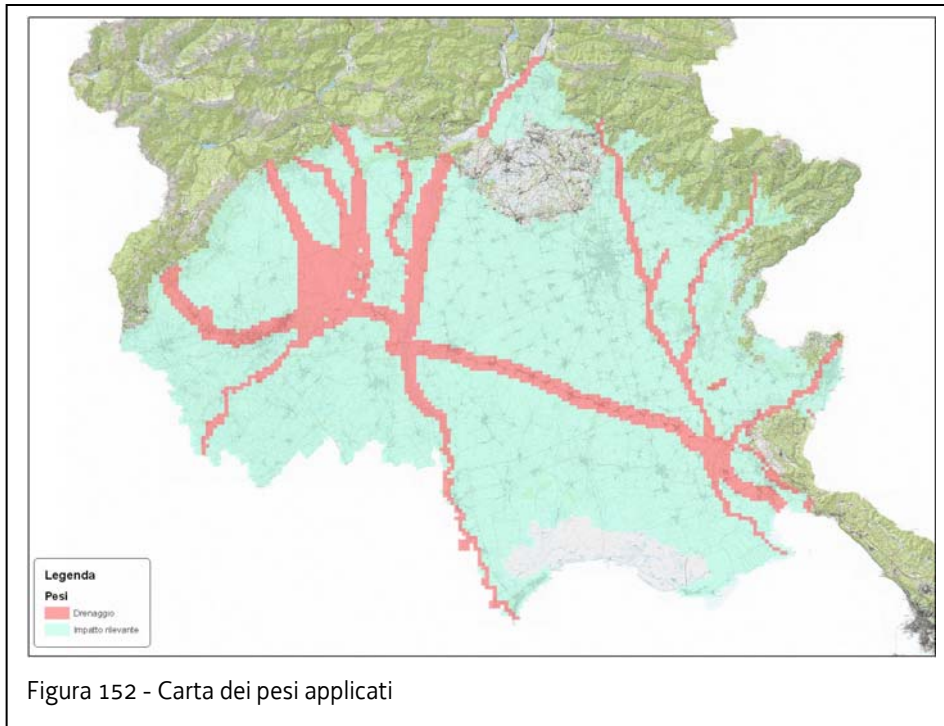 Legenda
Pesi
Drenaggio
Impatto rilevante
Figura 152 - Carta dei pesi applicati